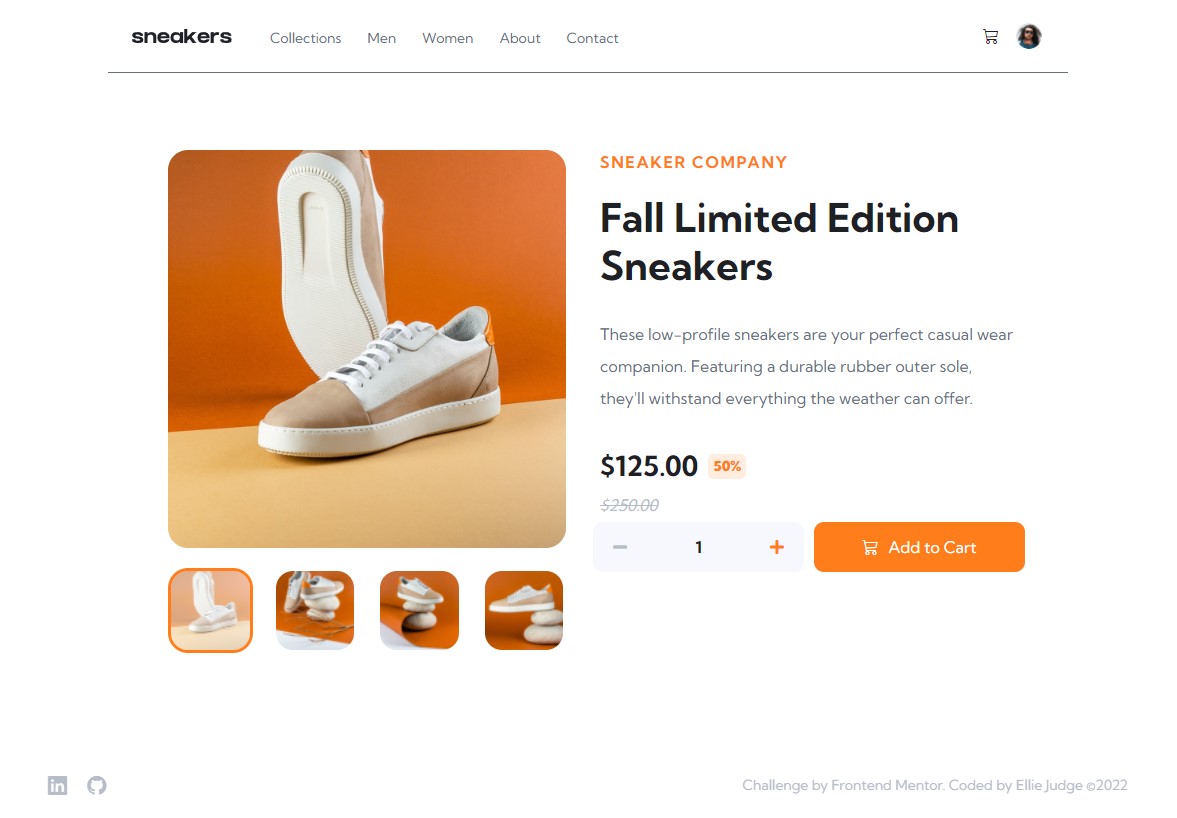 sneakers Collections Men Women About Contact
SNEAKER COMPANY
Fall Limited Edition
Sneakers
These low-profile sneakers are your perfect casual wear
companion. Featuring a durable rubber outer sole,
they'll withstand everything the weather can offer.
$125.00 50%
$250.00
1 Add to Cart
Challenge by Frontend Mentor. Coded by Ellie Judge ©2022